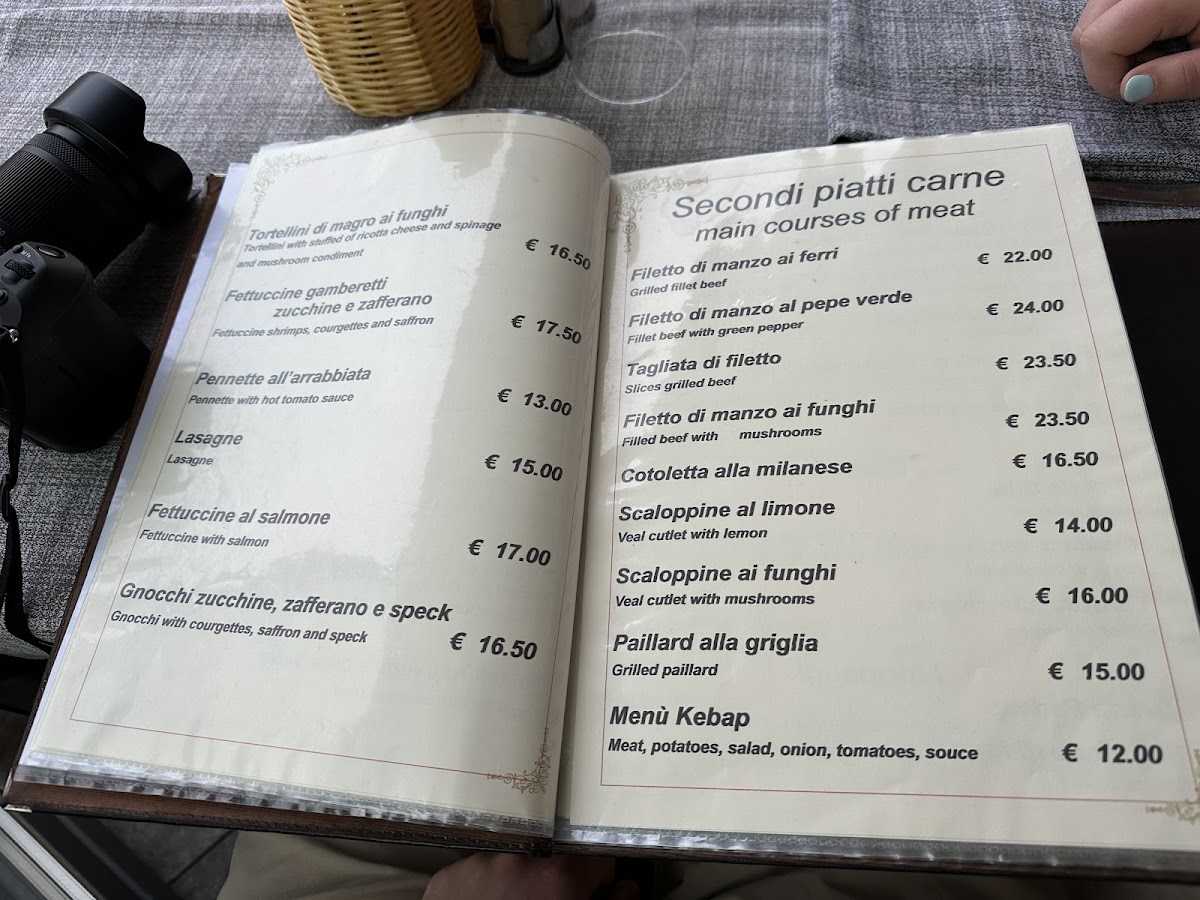 Tortellini di magro ai funghi
Tortellini with stuffed of ricotta cheese and spinage
and mushroom condiment
€ 16.50
Fettuccine gamberetti
zucchine e zafferano
Fettuccine shrimps, courgettes and saffron
€ 17.50
Pennette all'arrabbiata
Pennette with hot tomato sauce
€ 13.00
Lasagne
Lasagne
€ 15.00
Fettuccine al salmone
Fettuccine with salmon
€ 17.00
Gnocchi zucchine, zafferano e speck
Gnocchi with courgettes, saffron and speck
€ 16.50
Secondi piatti carne
main courses of meat
Filetto di manzo ai ferri € 22.00
Grilled fillet beef
Filetto di manzo al pepe verde € 24.00
Fillet beef with green pepper
Tagliata di filetto € 23.50
Slices grilled beef
Filetto di manzo ai funghi € 23.50
Filled beef with mushrooms
Cotoletta alla milanese € 16.50
Scaloppine al limone € 14.00
Veal cutlet with lemon
Scaloppine ai funghi € 16.00
Veal cutlet with mushrooms
Paillard alla griglia € 15.00
Grilled paillard
Menù Kebap
Meat, potatoes, salad, onion, tomatoes, souce € 12.00